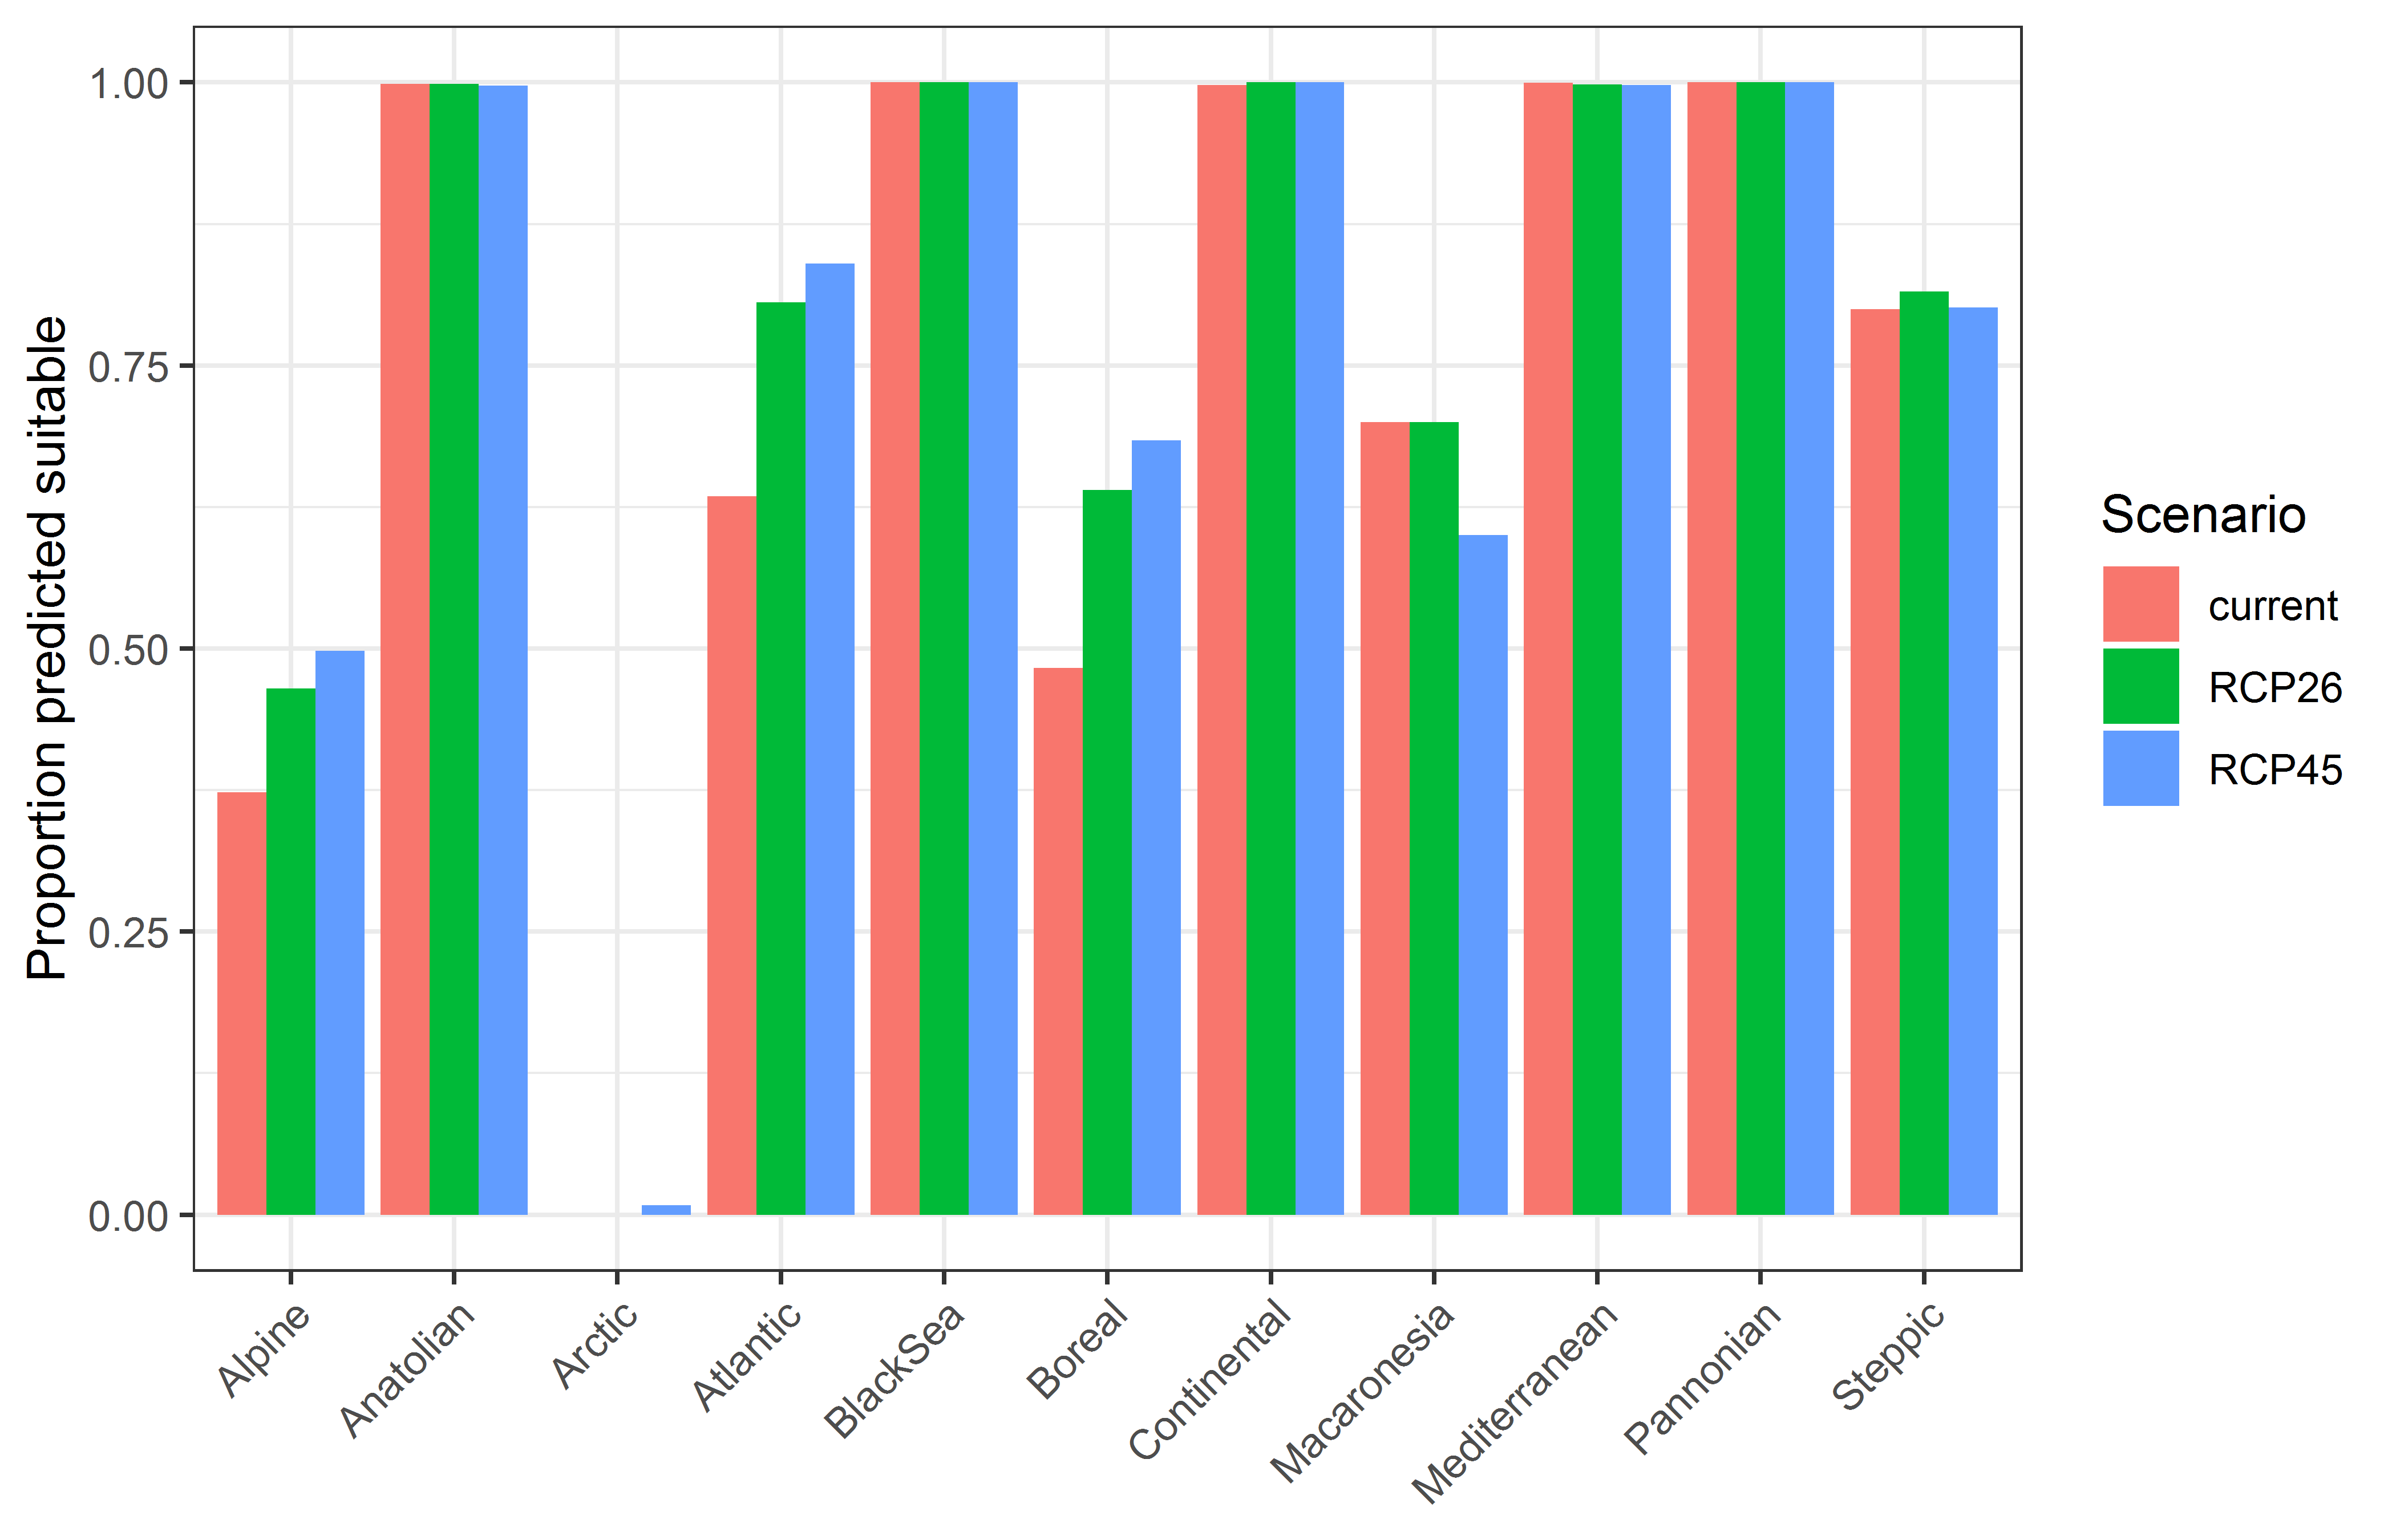 Proportion predicted suitable
1.00
0.75
0.50
0.25
0.00
Alpine
Anatolian
Arctic
Atlantic
BlackSea
Boreal
Continental
Macaronesia
Mediterranean
Pannonian
Steppic
Scenario
current
RCP26
RCP45